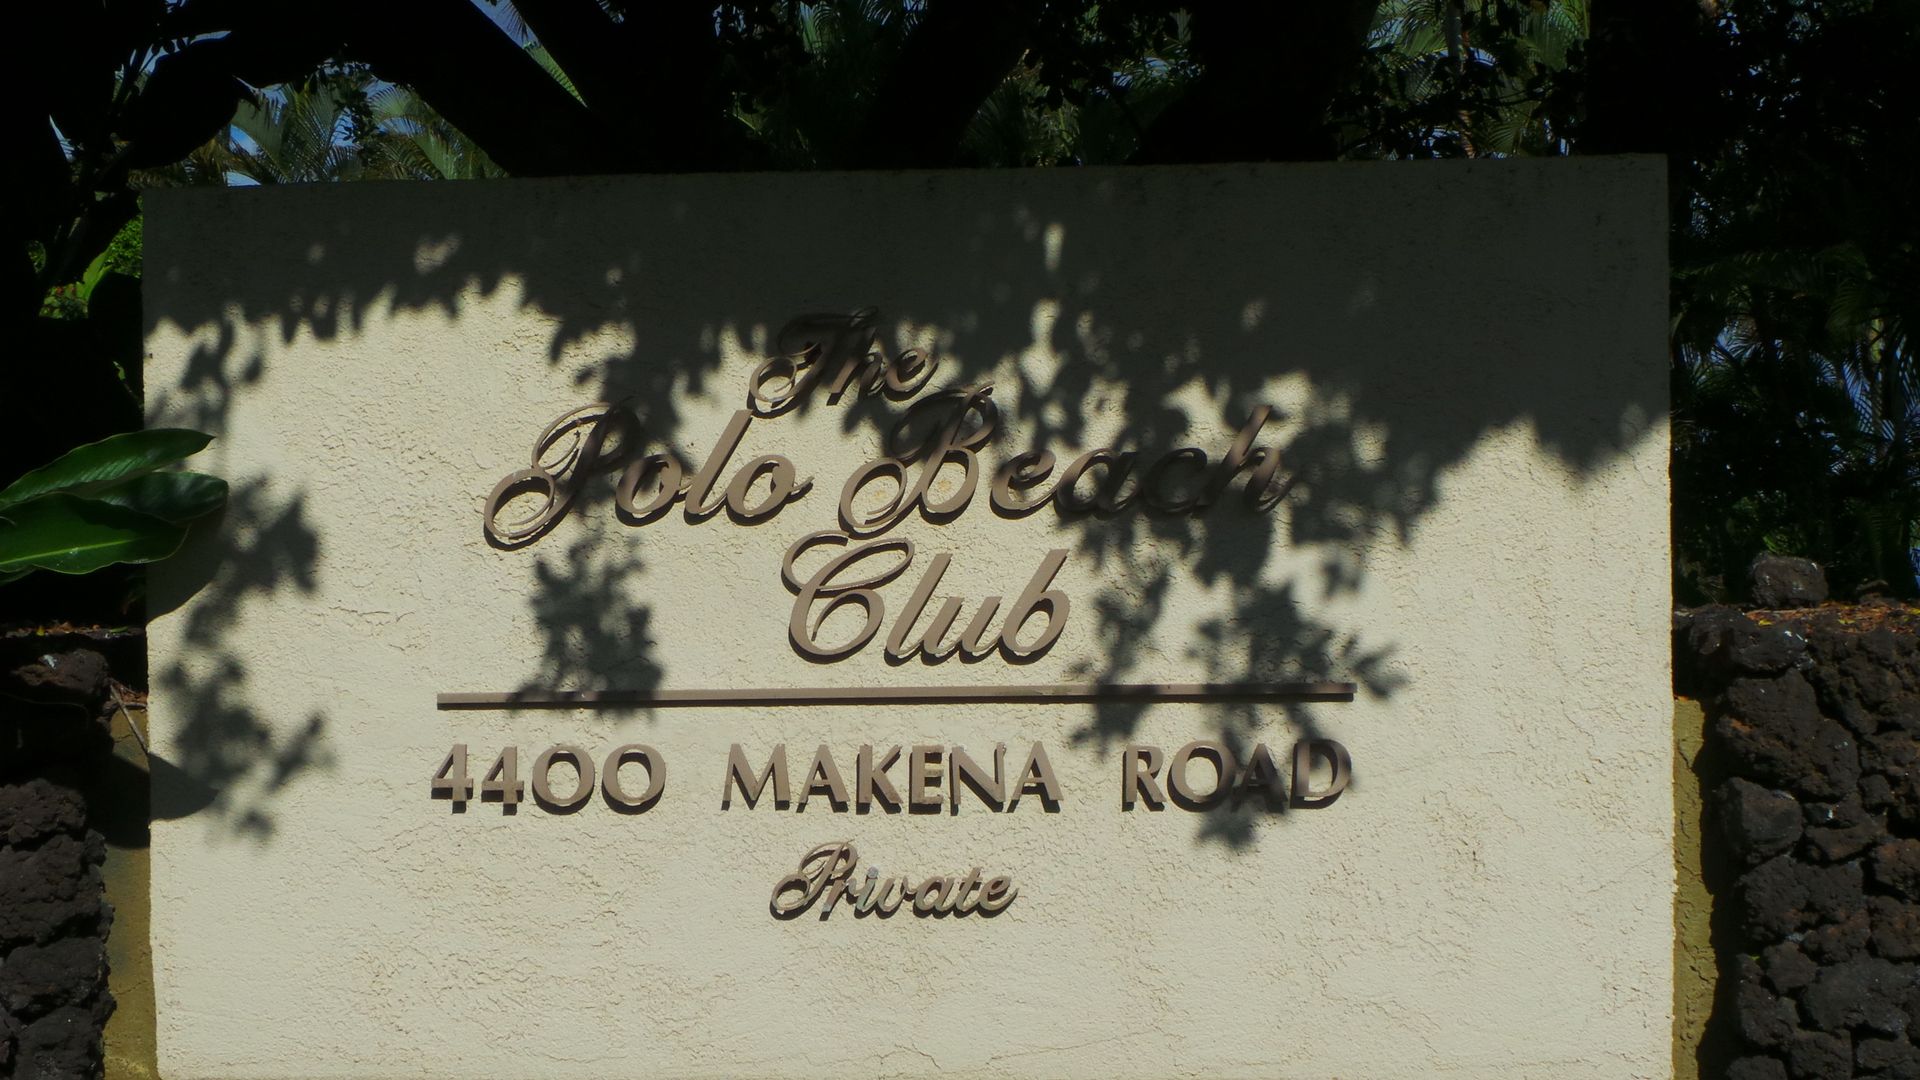 The
Polo Beach
Club
4400 MAKENA ROAD
Private